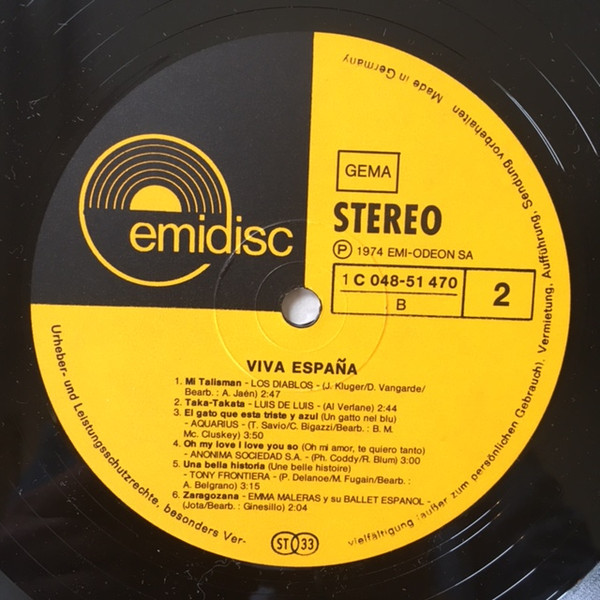 emidisc
GEMA
STEREO
Ⓟ 1974 EMI-ODEON SA
1 C 048-51 470
B
2
VIVA ESPAÑA
1. Mi Talisman - LOS DIABLOS - (J. Kluger/D. Vangarde/
Bearb. : A. Jaén) 2:47
2. Taka-Takata - LUIS DE LUIS - (Al Verlane) 2:44
3. El gato que esta triste y azul (Un gatto nel blu)
- AQUARIUS - (T. Savio/C. Bigazzi/Bearb. : B. M.
Mc. Cluskey) 3:50
4. Oh my love I love you so (Oh mi amor, te quiero tanto)
- ANONIMA SOCIEDAD S.A. - (Ph. Coddy/R. Blum) 3:00
5. Una bella historia (Une belle histoire)
- TONY FRONTIERA - (P. Delanoe/M. Fugain/Bearb. :
A. Belgrano) 3:15
6. Zaragozana - EMMA MALERAS y su BALLET ESPANOL -
(Jota/Bearb.: Ginesillo) 2:04
ST 33
Urheber- und Leistungsschutzrechte, besonders Ver-
vielfältigung (außer zum persönlichen Gebrauch), Vermietung, Aufführung, Sendung vorbehalten Made in Germany